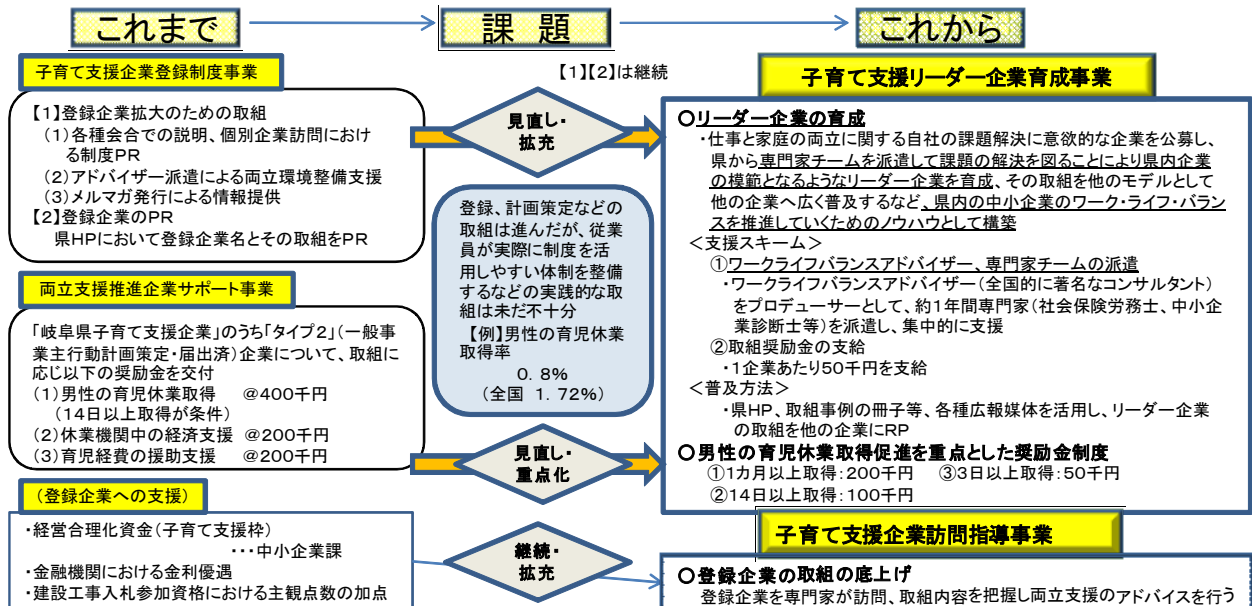 これまで
課 題
これから
子育て支援企業登録制度事業
【1】登録企業拡大のための取組
(1)各種会合での説明、個別企業訪問におけ
る制度PR
(2)アドバイザー派遣による両立環境整備支援
(3)メルマガ発行による情報提供
【2】登録企業のPR
県HPにおいて登録企業名とその取組をPR
両立支援推進企業サポート事業
「岐阜県子育て支援企業」のうち「タイプ2」(一般事
業主行動計画策定・届出済)企業について、取組に
応じ以下の奨励金を交付
(1)男性の育児休業取得 @400千円
(14日以上取得が条件)
(2)休業機関中の経済支援 @200千円
(3)育児経費の援助支援 @200千円
(登録企業への支援)
・経営合理化資金(子育て支援枠)
・・・中小企業課
・金融機関における金利優遇
・建設工事入札参加資格における主観点数の加点
【1】【2】は継続
見直し・
拡充
登録、計画策定などの
取組は進んだが、従業
員が実際に制度を活
用しやすい体制を整備
するなどの実践的な取
組は未だ不十分
【例】男性の育児休業
取得率
0.8%
(全国 1.72%)
見直し・
重点化
継続・
拡充
子育て支援リーダー企業育成事業
○リーダー企業の育成
・仕事と家庭の両立に関する自社の課題解決に意欲的な企業を公募し、
県から専門家チームを派遣して課題の解決を図ることにより県内企業
の模範となるようなリーダー企業を育成、その取組を他のモデルとして
他の企業へ広く普及するなど、県内の中小企業のワーク・ライフ・バラン
スを推進していくためのノウハウとして構築
<支援スキーム>
①ワークライフバランスアドバイザー、専門家チームの派遣
・ワークライフバランスアドバイザー(全国的に著名なコンサルタント)
をプロデューサーとして、約1年間専門家(社会保険労務士、中小企
業診断士等)を派遣し、集中的に支援
②取組奨励金の支給
・1企業あたり50千円を支給
<普及方法>
・県HP、取組事例の冊子等、各種広報媒体を活用し、リーダー企業
の取組を他の企業にRP
○男性の育児休業取得促進を重点とした奨励金制度
①1カ月以上取得:200千円 ③3日以上取得:50千円
②14日以上取得:100千円
子育て支援企業訪問指導事業
○登録企業の取組の底上げ
登録企業を専門家が訪問、取組内容を把握し両立支援のアドバイスを行う